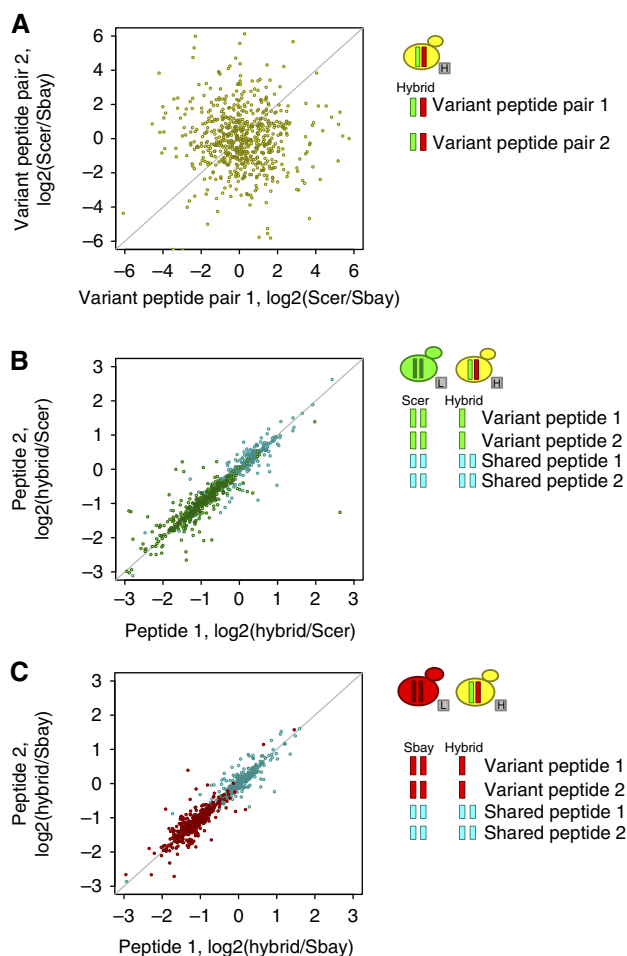 A
Variant peptide pair 2,
log2(Scer/Sbay)
6
4
2
0
−2
−4
−6
−6 −4 −2 0 2 4 6
Variant peptide pair 1, log2(Scer/Sbay)
H
Hybrid
Variant peptide pair 1
Variant peptide pair 2
B
Peptide 2,
log2(hybrid/Scer)
3
2
1
0
−1
−2
−3
−3 −2 −1 0 1 2 3
Peptide 1, log2(hybrid/Scer)
L H
Scer Hybrid
Variant peptide 1
Variant peptide 2
Shared peptide 1
Shared peptide 2
C
Peptide 2,
log2(hybrid/Sbay)
3
2
1
0
−1
−2
−3
−3 −2 −1 0 1 2 3
Peptide 1, log2(hybrid/Sbay)
L H
Sbay Hybrid
Variant peptide 1
Variant peptide 2
Shared peptide 1
Shared peptide 2